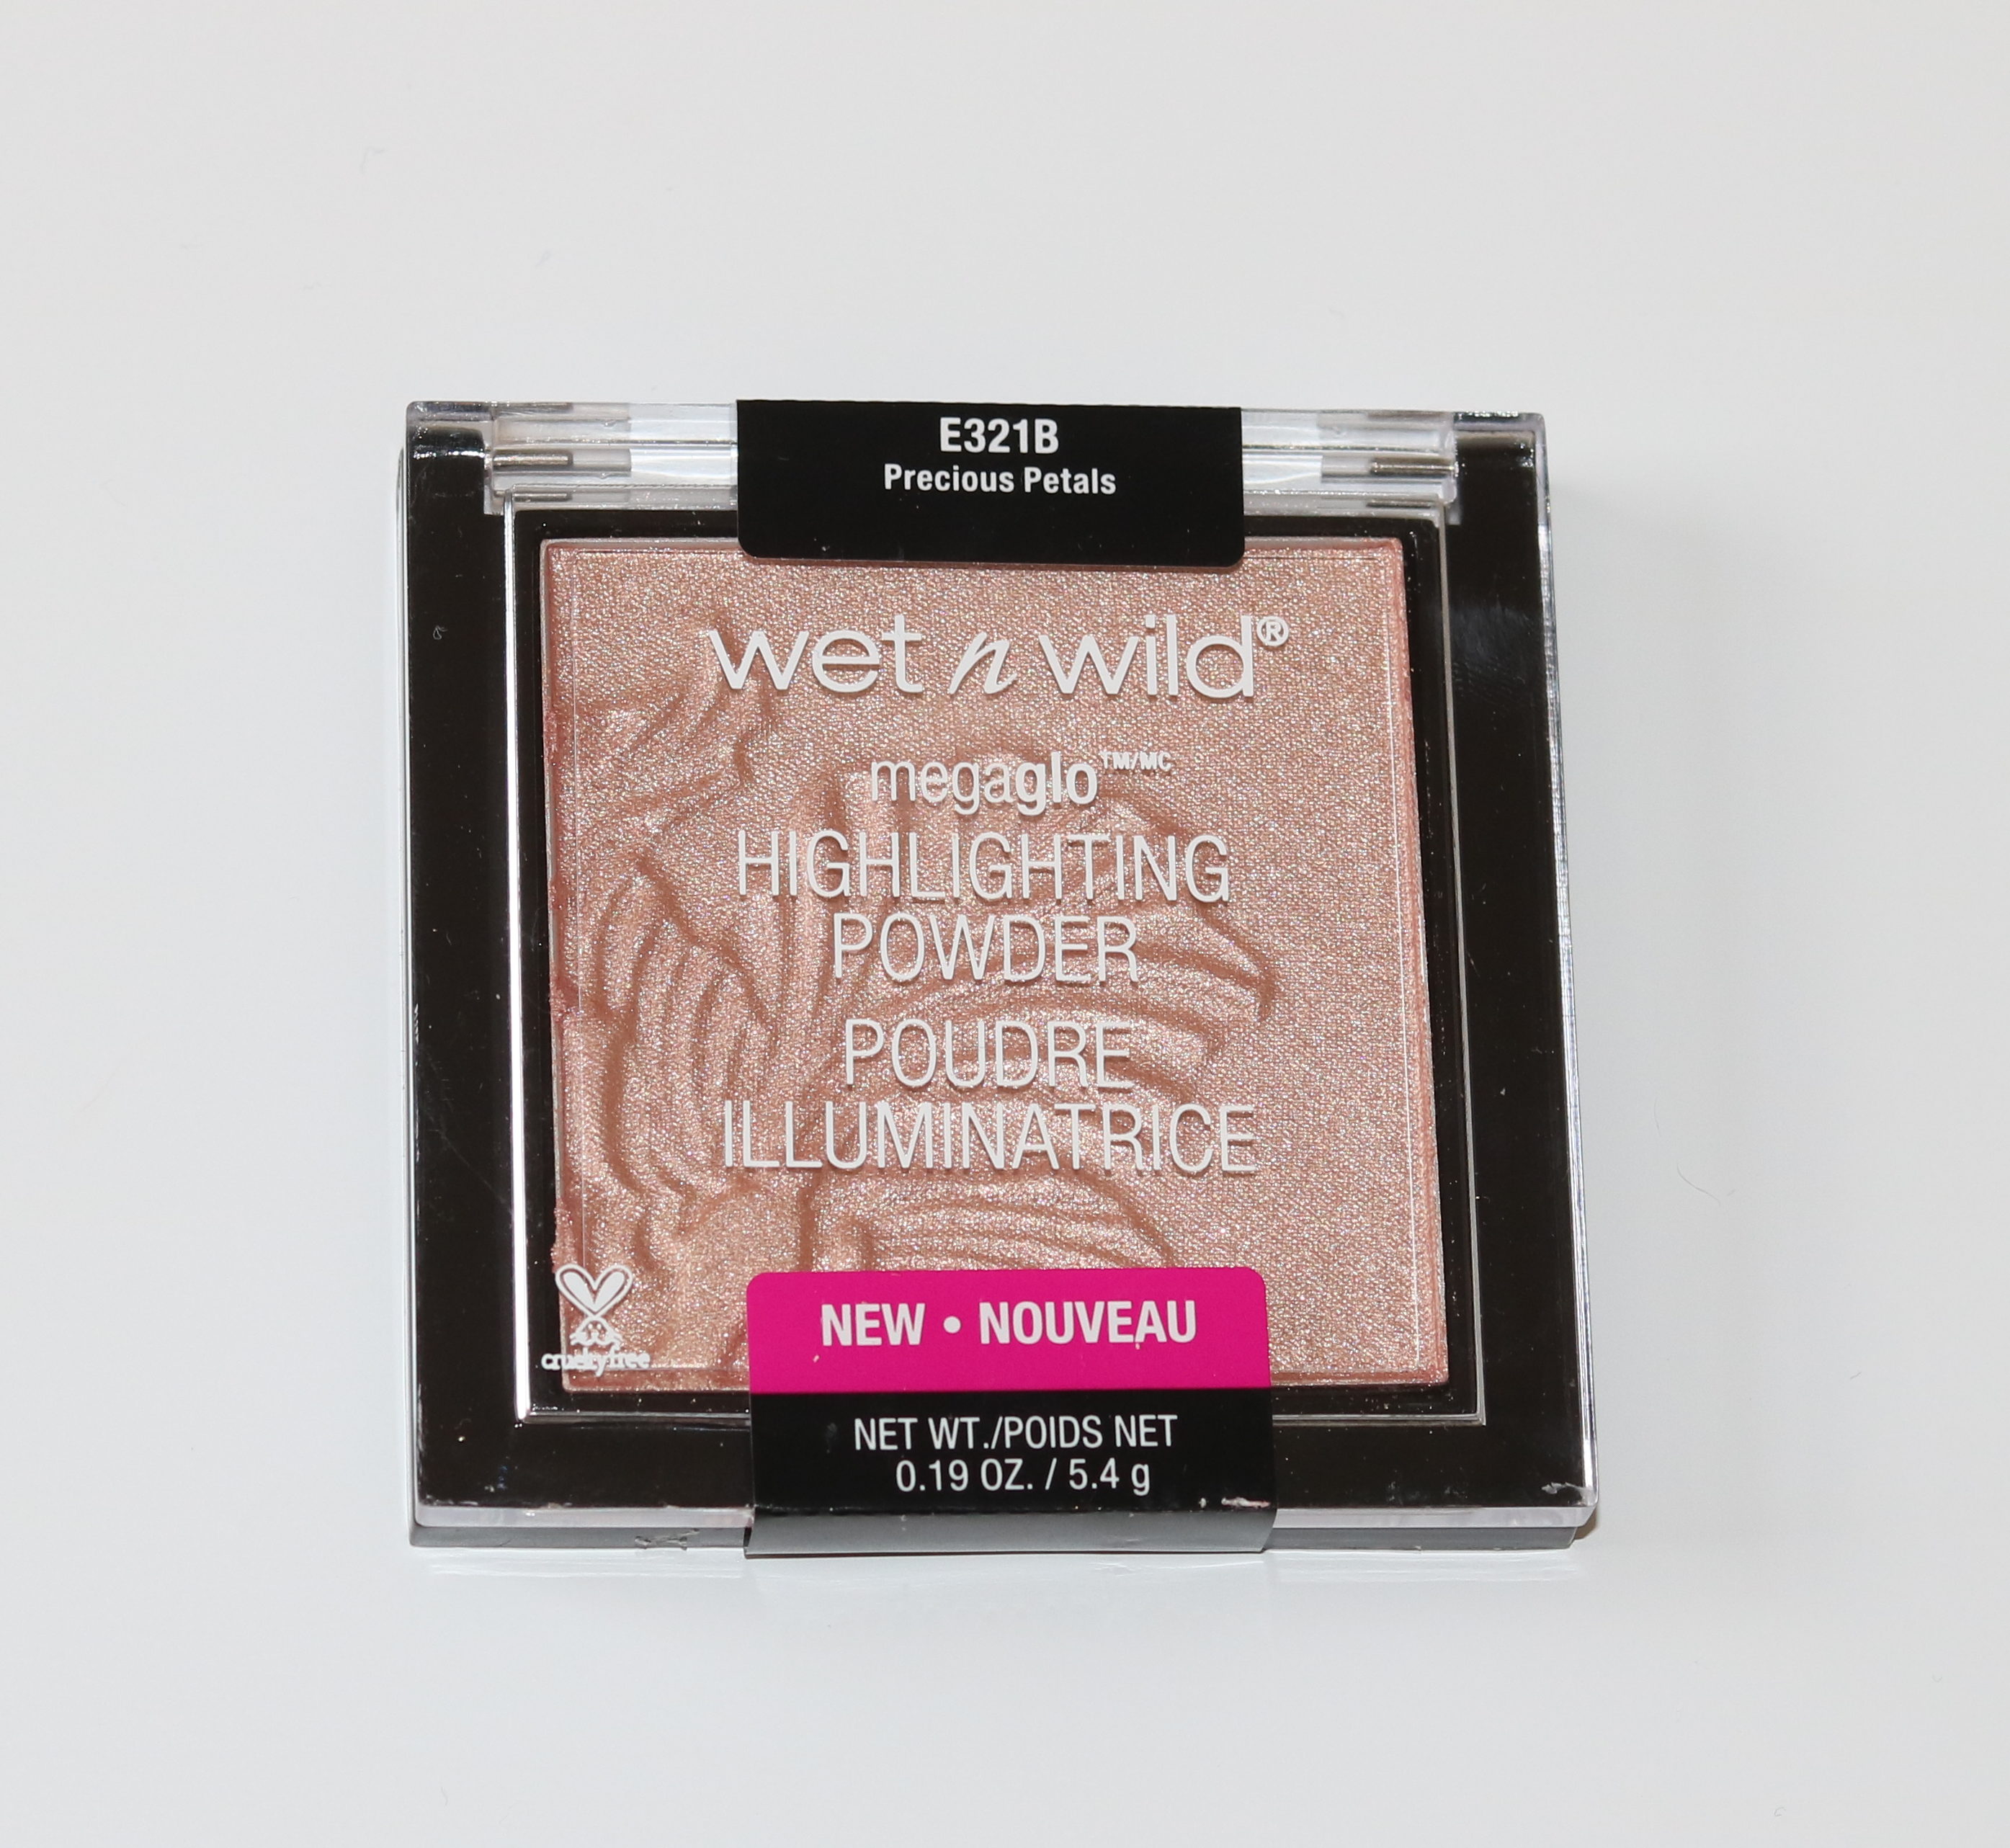 E321B
Precious Petals
wet n wild®
megaglo™/MC
HIGHLIGHTING
POWDER
POUDRE
ILLUMINATRICE
crueltyfree
NEW • NOUVEAU
NET WT./POIDS NET
0.19 OZ. / 5.4 g